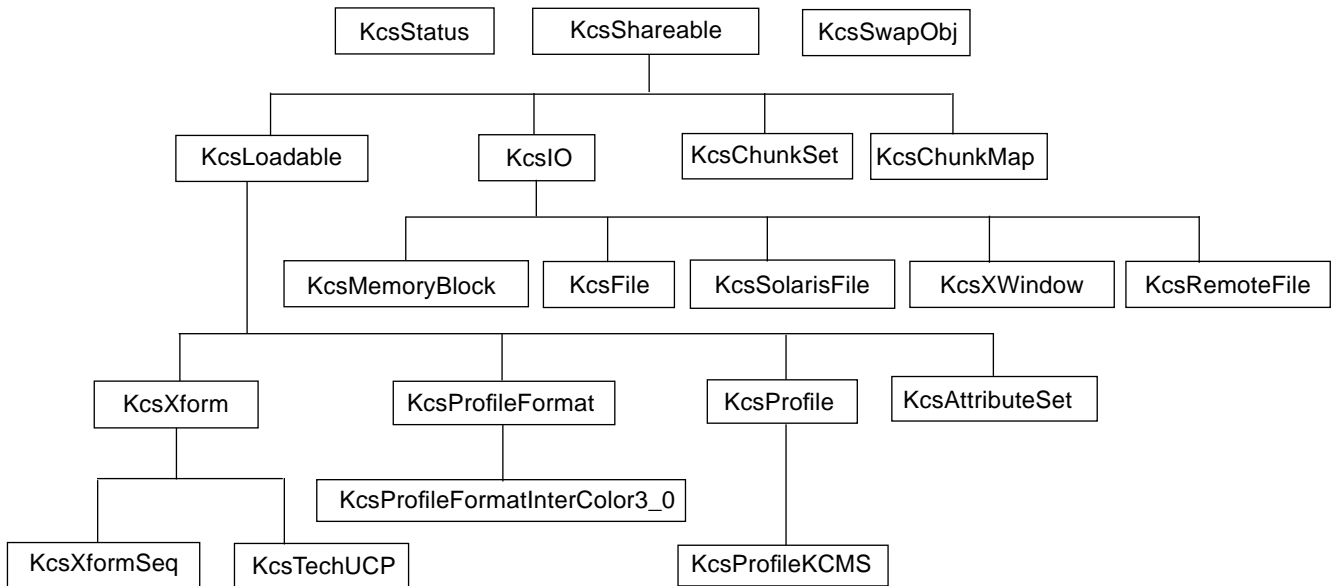 KcsStatus
KcsShareable
KcsSwapObj
KcsLoadable
KcsIO
KcsChunkSet
KcsChunkMap
KcsMemoryBlock
KcsFile
KcsSolarisFile
KcsXWindow
KcsRemoteFile
KcsXform
KcsProfileFormat
KcsProfile
KcsAttributeSet
KcsProfileFormatInterColor3_0
KcsXformSeq
KcsTechUCP
KcsProfileKCMS